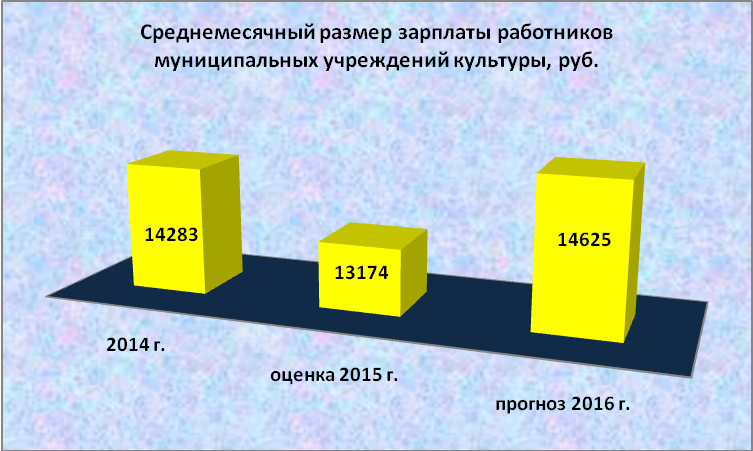 Среднемесячный размер зарплаты работников
муниципальных учреждений культуры, руб.
14283
13174
14625
2014 г.
оценка 2015 г.
прогноз 2016 г.